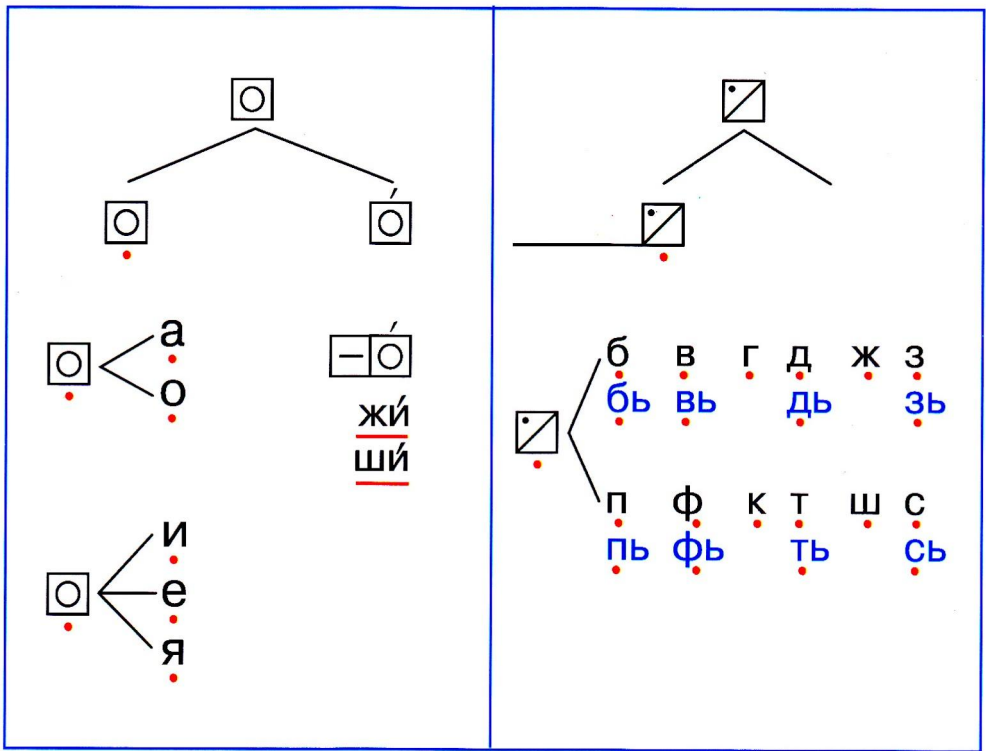 а
о
жи́
ши́
и
е
я
б в г д ж з
бь вь дь зь
п ф к т ш с
пь фь ть сь